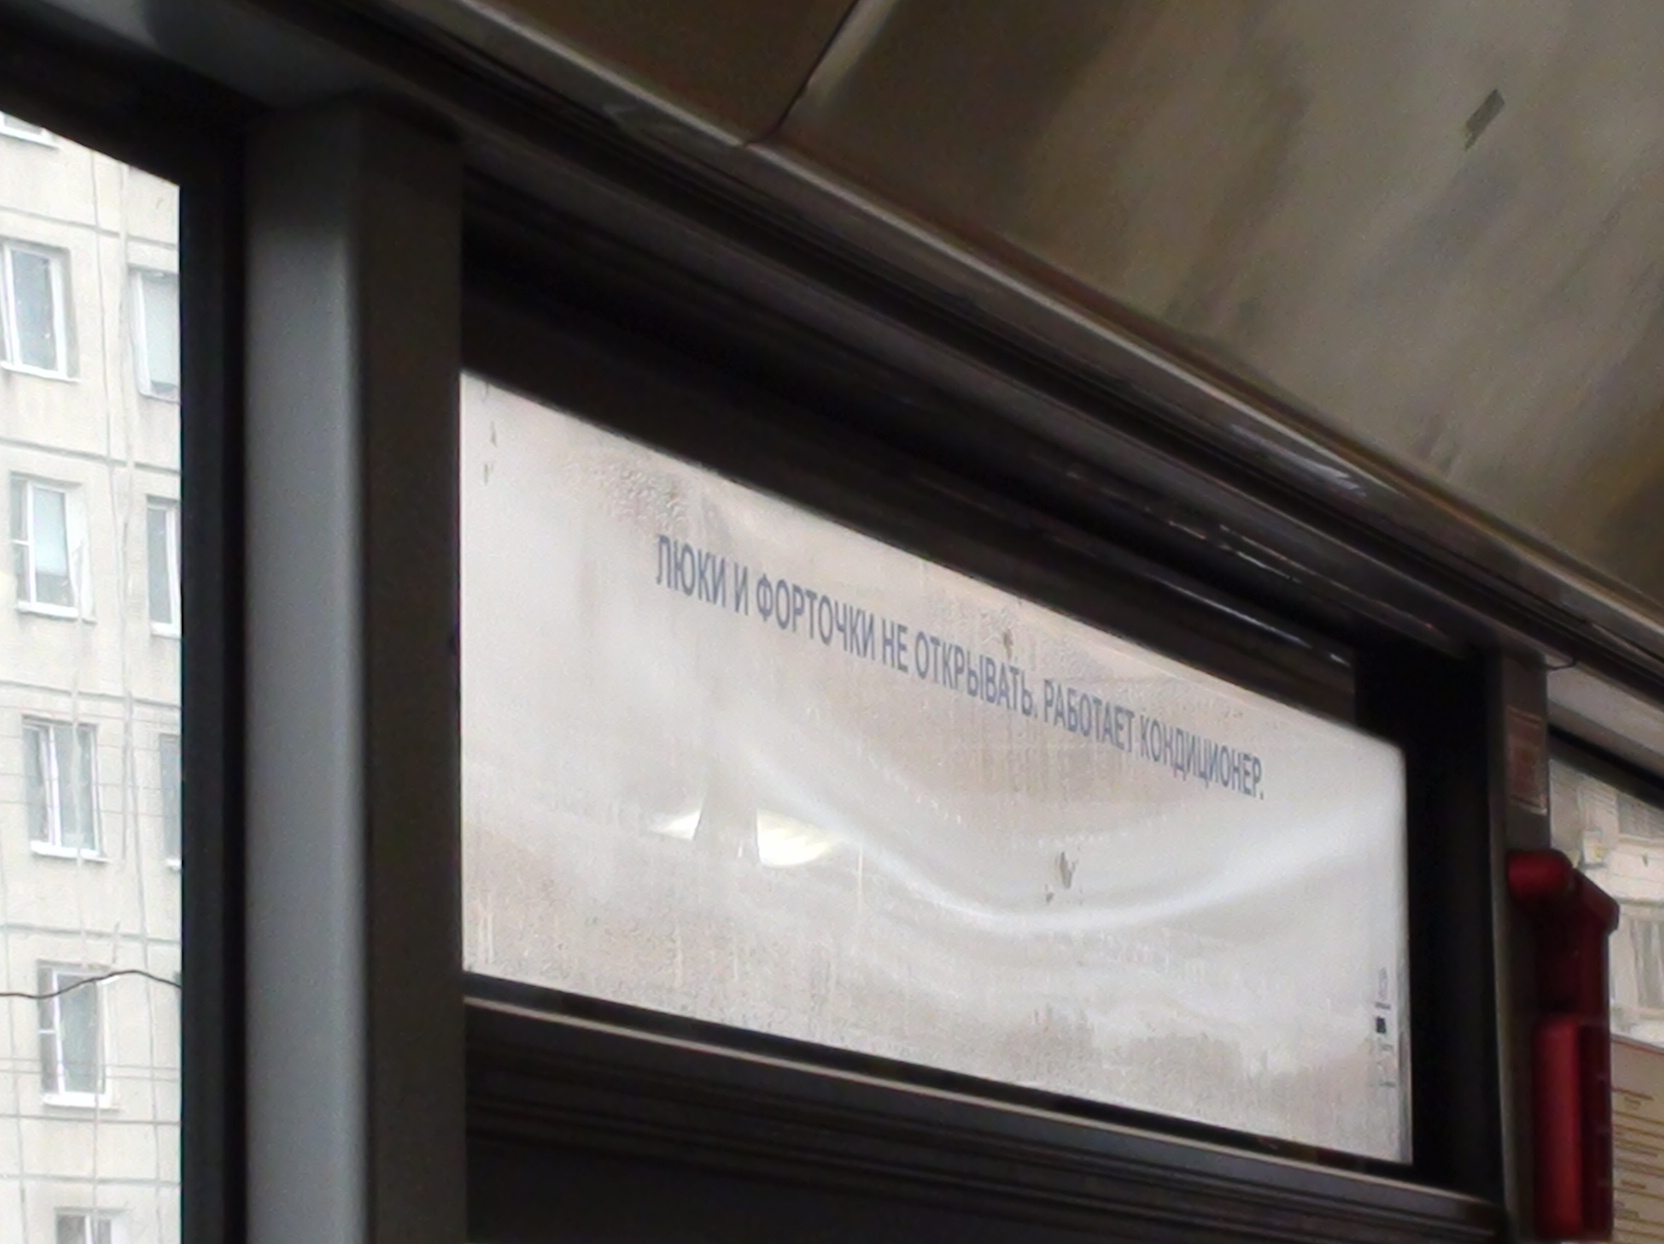 ЛЮКИ И ФОРТОЧКИ НЕ ОТКРЫВАТЬ. РАБОТАЕТ КОНДИЦИОНЕР.